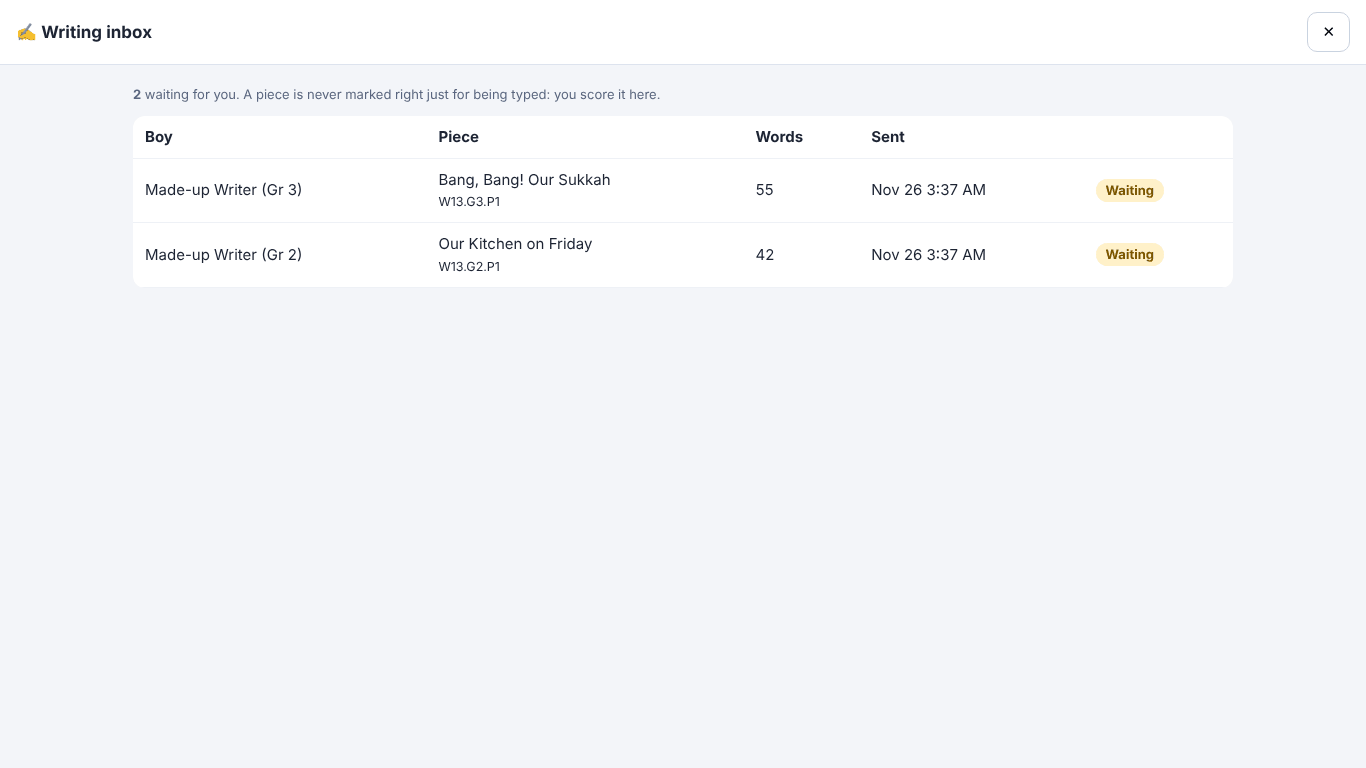 ✍️ Writing inbox
✕
2 waiting for you. A piece is never marked right just for being typed: you score it here.
Boy Piece Words Sent
Made-up Writer (Gr 3) Bang, Bang! Our Sukkah 55 Nov 26 3:37 AM Waiting
W13.G3.P1
Made-up Writer (Gr 2) Our Kitchen on Friday 42 Nov 26 3:37 AM Waiting
W13.G2.P1